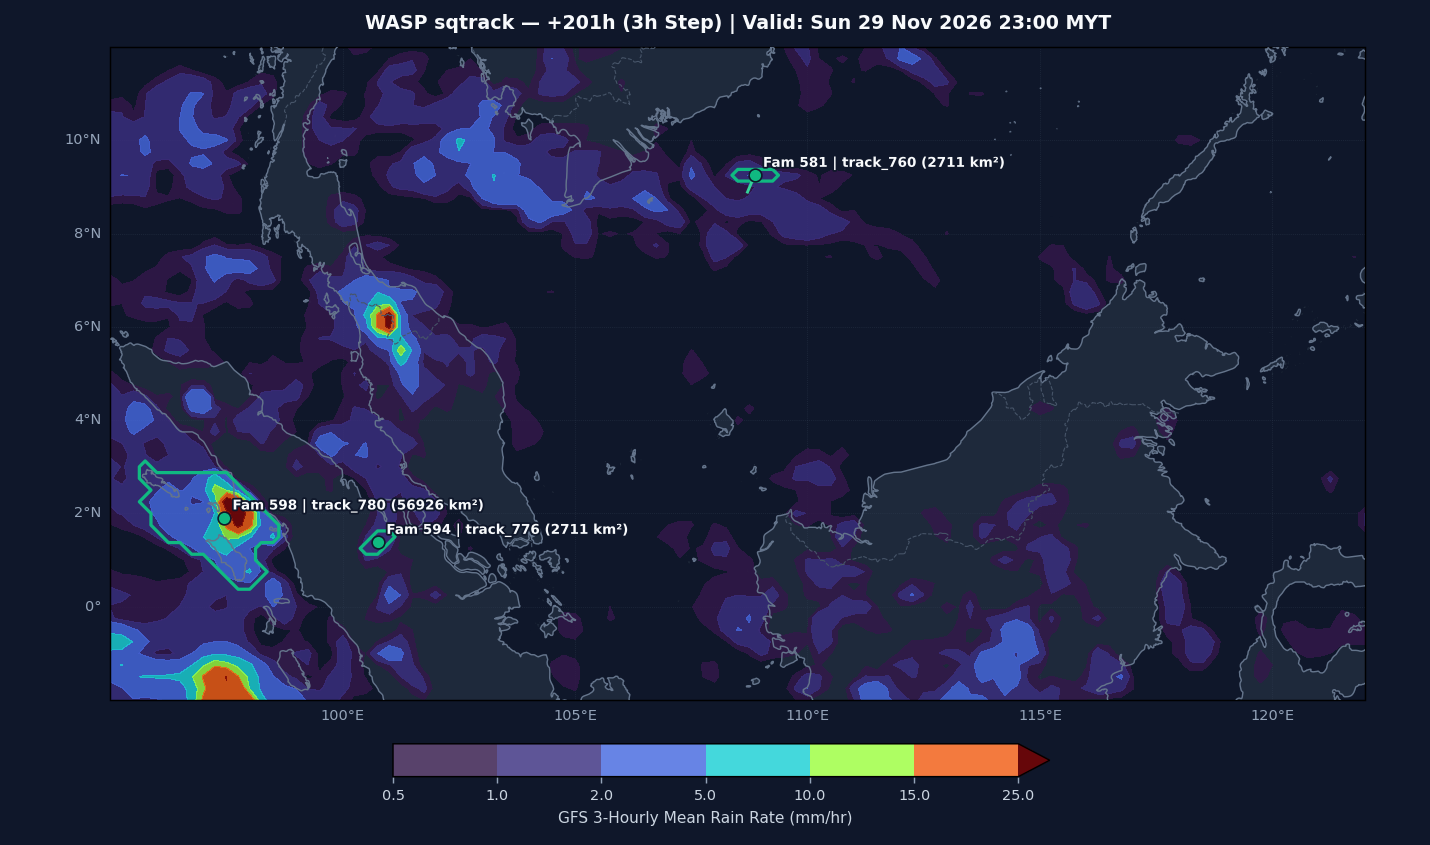 WASP sqtrack — +201h (3h Step) | Valid: Sun 29 Nov 2026 23:00 MYT
10°N
8°N
6°N
4°N
2°N
0°
Fam 581 | track_760 (2711 km²)
Fam 598 | track_780 (56926 km²)
Fam 594 | track_776 (2711 km²)
100°E 105°E 110°E 115°E 120°E
0.5 1.0 2.0 5.0 10.0 15.0 25.0
GFS 3-Hourly Mean Rain Rate (mm/hr)